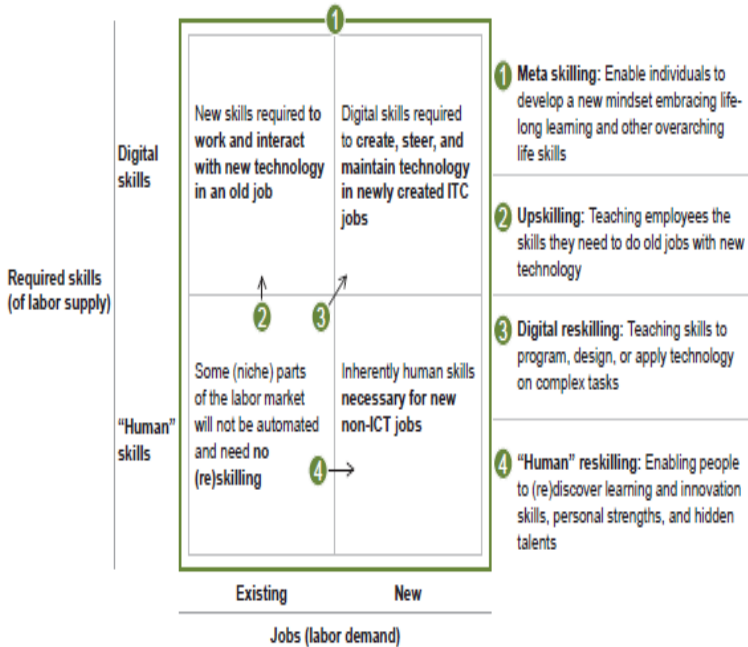 1
New skills required to
work and interact
with new technology
in an old job
Digital skills required
to create, steer, and
maintain technology
in newly created ITC
jobs
Digital
skills
Required skills
(of labor supply)
2
3
Some (niche) parts
of the labor market
will not be automated
and need no
(re)skilling
Inherently human skills
necessary for new
non-ICT jobs
"Human"
skills
4
Existing
New
Jobs (labor demand)
1 Meta skilling: Enable individuals to
develop a new mindset embracing life-
long learning and other overarching
life skills
2 Upskilling: Teaching employees the
skills they need to do old jobs with new
technology
3 Digital reskilling: Teaching skills to
program, design, or apply technology
on complex tasks
4 "Human" reskilling: Enabling people
to (re)discover learning and innovation
skills, personal strengths, and hidden
talents